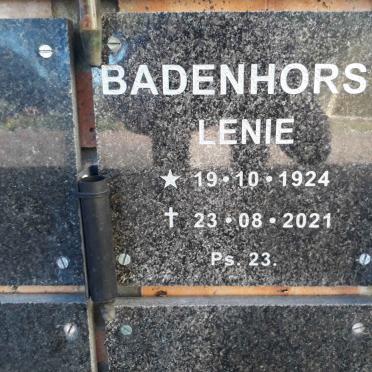 BADENHORS
LENIE
★ 19•10•1924
✝ 23•08•2021
Ps. 23.